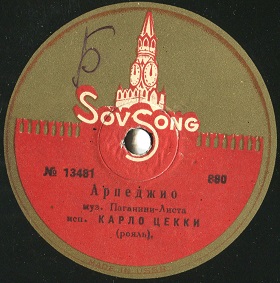 Б
SovSong
№ 13481 880
Арпеджио
муз. Паганини-Листа
исп. КАРЛО ЦЕККИ
(рояль).